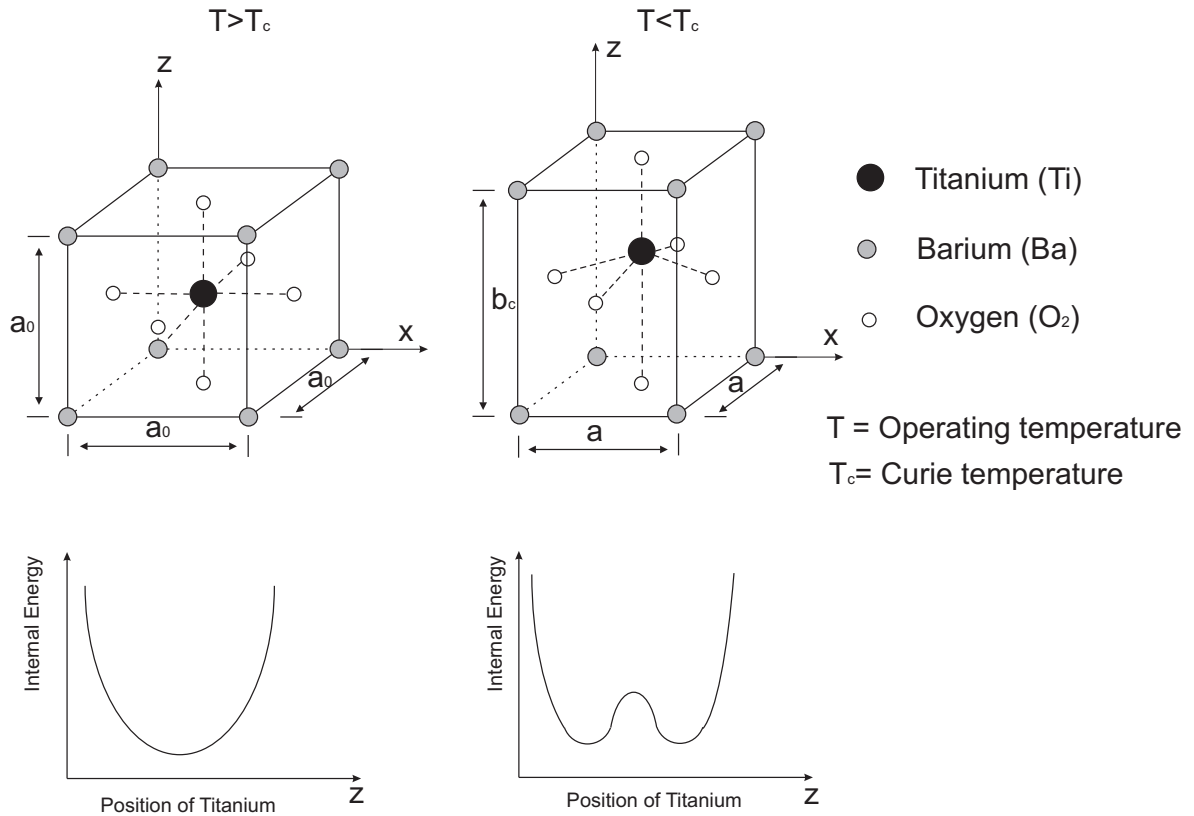 T>Tc
T<Tc
z
z
Titanium (Ti)
Barium (Ba)
Oxygen (O₂)
a₀
x
a₀
a₀
bc
x
a
a
T = Operating temperature
Tc= Curie temperature
Internal Energy
Position of Titanium
z
Internal Energy
Position of Titanium
z